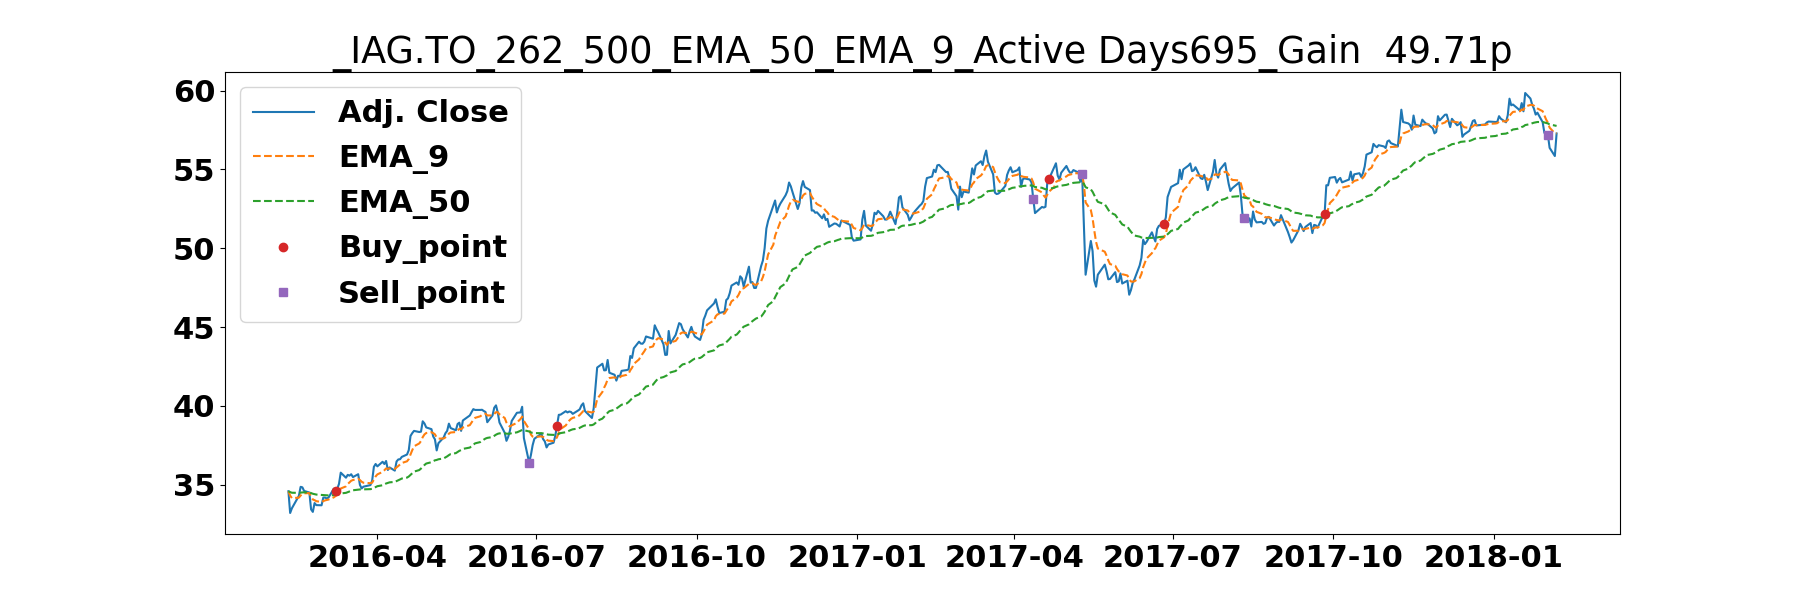 _IAG.TO_262_500_EMA_50_EMA_9_Active Days695_Gain  49.71p
60
55
50
45
40
35
Adj. Close
EMA_9
EMA_50
Buy_point
Sell_point
2016-04 2016-07 2016-10 2017-01 2017-04 2017-07 2017-10 2018-01